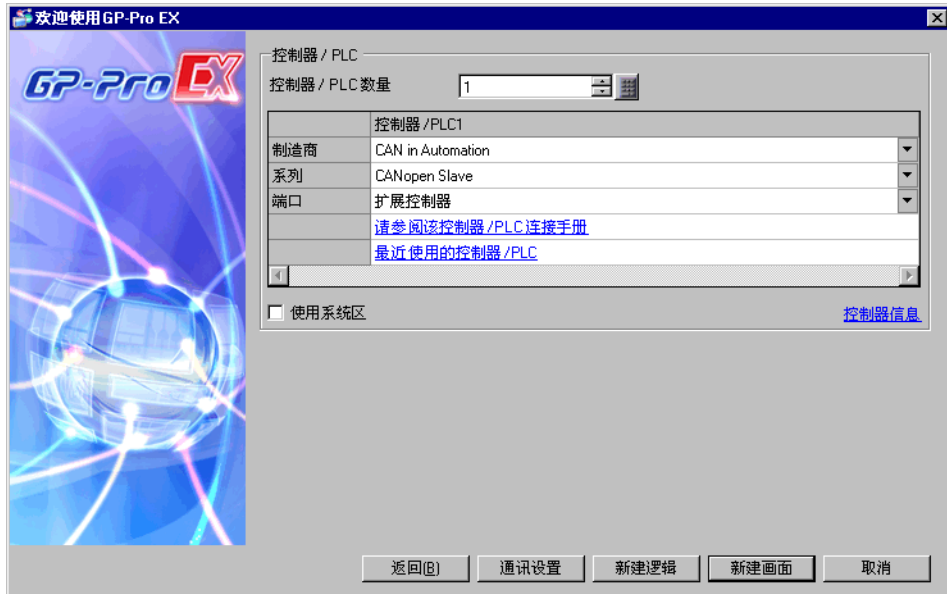 欢迎使用GP-Pro EX
GP-Pro EX
控制器 / PLC
控制器 / PLC 数量 1
控制器 /PLC1
制造商 CAN in Automation
系列 CANopen Slave
端口 扩展控制器
请参阅该控制器 /PLC 连接手册
最近使用的控制器 /PLC
使用系统区 控制器信息
返回(B) 通讯设置 新建逻辑 新建画面 取消